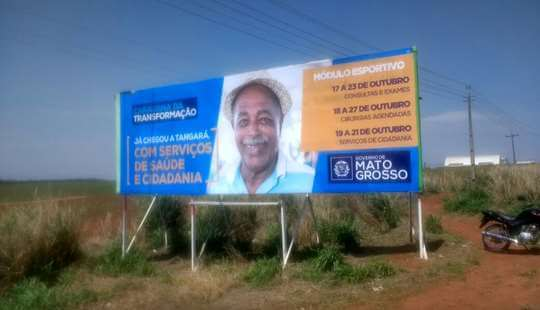 CARAVANA DA
TRANSFORMAÇÃO
JÁ CHEGOU A TANGARÁ
COM SERVIÇOS
DE SAÚDE
E CIDADANIA
MÓDULO ESPORTIVO
17 A 23 DE OUTUBRO
CONSULTAS E EXAMES
18 A 27 DE OUTUBRO
CIRURGIAS AGENDADAS
19 A 21 DE OUTUBRO
SERVIÇOS DE CIDADANIA
GOVERNO DE
MATO
GROSSO